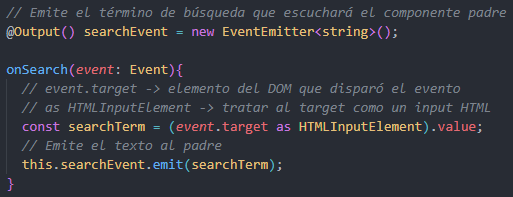 // Emite el término de búsqueda que escuchará el componente padre
@Output() searchEvent = new EventEmitter<string>();
onSearch(event: Event){
// event.target -> elemento del DOM que disparó el evento
// as HTMLInputElement -> tratar al target como un input HTML
const searchTerm = (event.target as HTMLInputElement).value;
// Emite el texto al padre
this.searchEvent.emit(searchTerm);
}